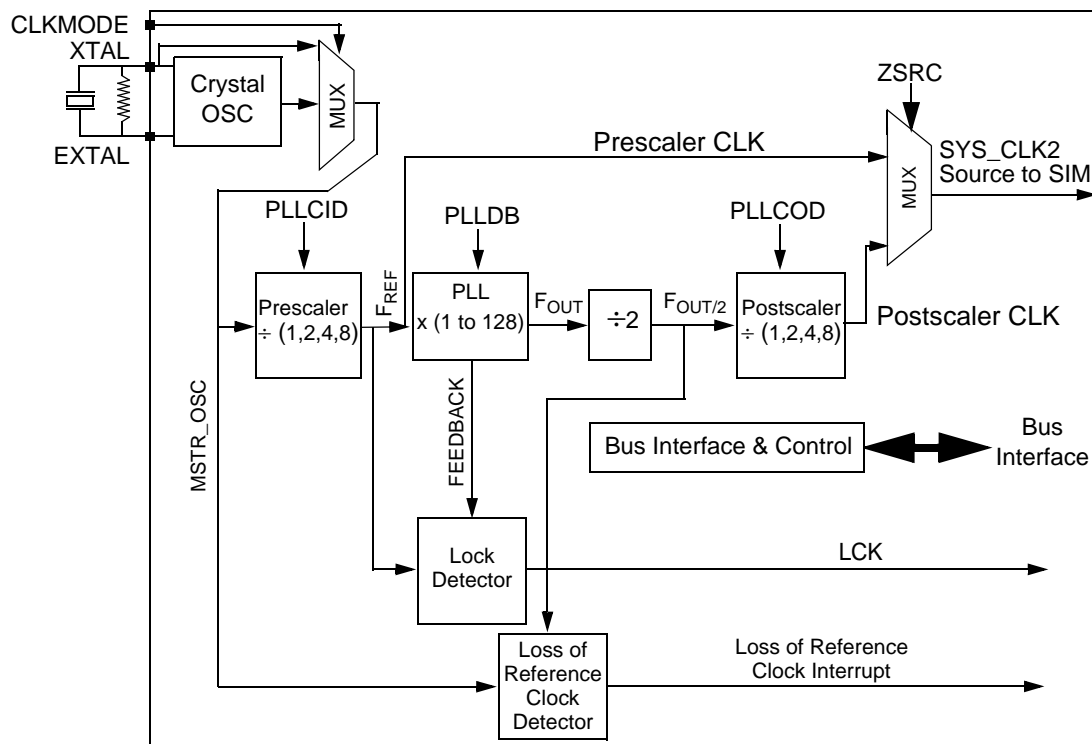 CLKMODE
XTAL
EXTAL
Crystal
OSC
MUX
ZSRC
Prescaler CLK
MUX
SYS_CLK2
Source to SIM
PLLCID
PLLDB
PLLCOD
Prescaler
÷ (1,2,4,8)
FREF
PLL
x (1 to 128)
FOUT
÷2
FOUT/2
Postscaler
÷ (1,2,4,8)
Postscaler CLK
MSTR_OSC
FEEDBACK
Bus Interface & Control
Bus
Interface
Lock
Detector
LCK
Loss of
Reference
Clock
Detector
Loss of Reference
Clock Interrupt